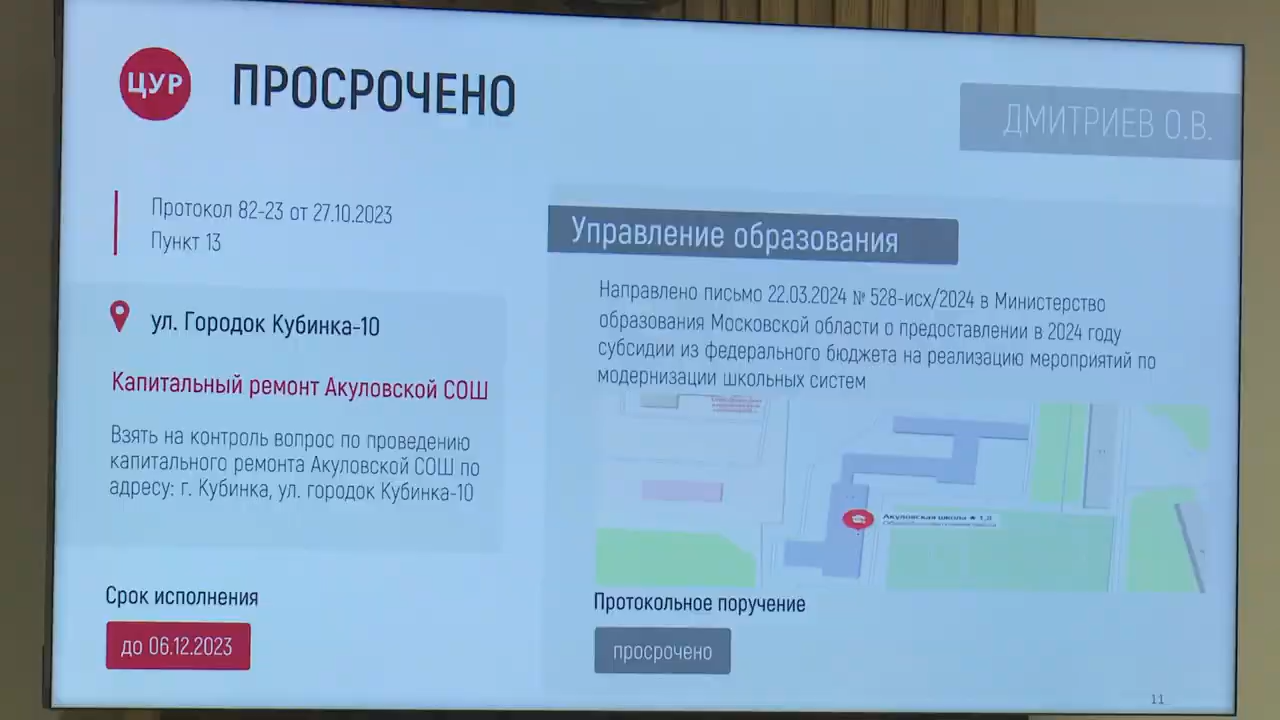 ЦУР
ПРОСРОЧЕНО
ДМИТРИЕВ О.В.
Протокол 82-23 от 27.10.2023
Пункт 13
ул. Городок Кубинка-10
Капитальный ремонт Акуловской СОШ
Взять на контроль вопрос по проведению
капитального ремонта Акуловской СОШ по
адресу: г. Кубинка, ул. городок Кубинка-10
Срок исполнения
до 06.12.2023
Управление образования
Направлено письмо 22.03.2024 № 528-исх/2024 в Министерство
образования Московской области о предоставлении в 2024 году
субсидии из федерального бюджета на реализацию мероприятий по
модернизации школьных систем
Акуловская школа ★ 1,8
Протокольное поручение
просрочено
11